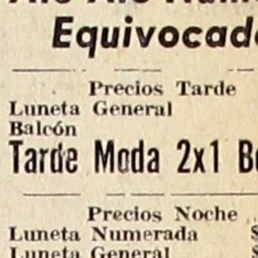 Equivocad
Precios Tarde
Luneta General
Balcón
Tarde Moda 2x1 B
Precios Noche
Luneta Numerada $
Luneta General $